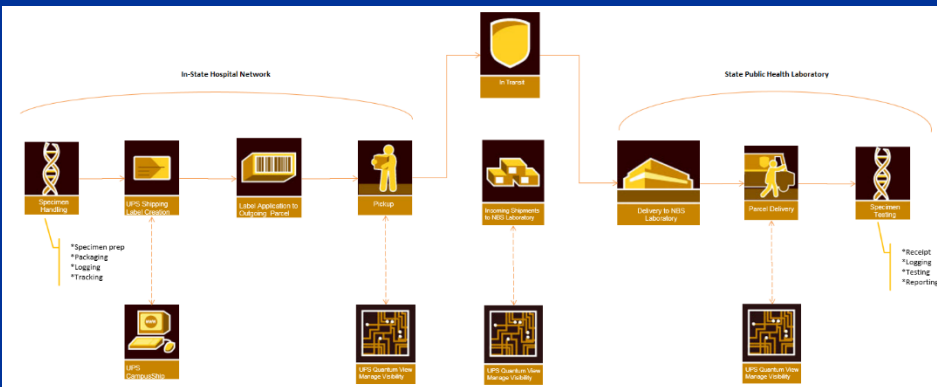 In-State Hospital Network
State Public Health Laboratory
In Transit
Specimen
Handling
UPS Shipping
Label Creation
Label Application to
Outgoing Parcel
Pickup
Incoming Shipments
to NBS Laboratory
Delivery to NBS
Laboratory
Parcel Delivery
Specimen
Testing
*Specimen prep
*Packaging
*Logging
*Tracking
*Receipt
*Logging
*Testing
*Reporting
UPS
CampusShip
UPS Quantum View
Manage Visibility
UPS Quantum View
Manage Visibility
UPS Quantum View
Manage Visibility